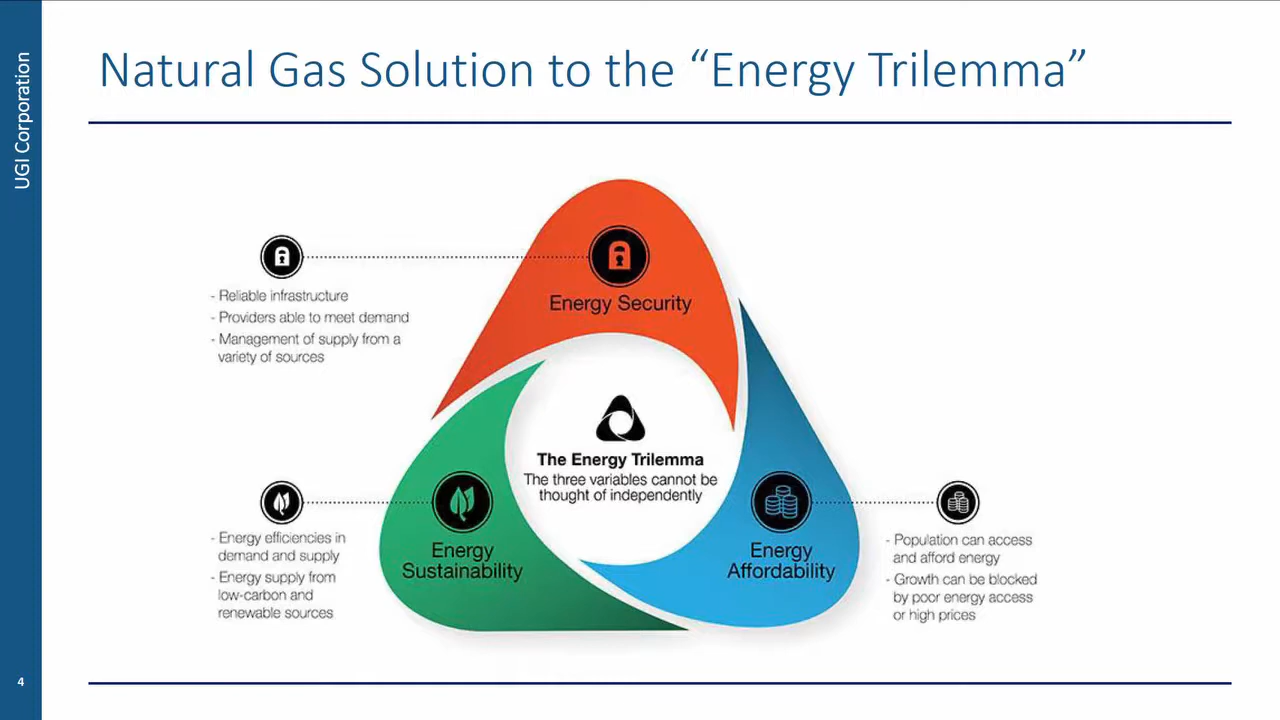 UGI Corporation
Natural Gas Solution to the “Energy Trilemma”
Energy Security
- Reliable infrastructure
- Providers able to meet demand
- Management of supply from a
variety of sources
The Energy Trilemma
The three variables cannot be
thought of independently
Energy
Sustainability
- Energy efficiencies in
demand and supply
- Energy supply from
low-carbon and
renewable sources
Energy
Affordability
- Population can access
and afford energy
- Growth can be blocked
by poor energy access
or high prices
4